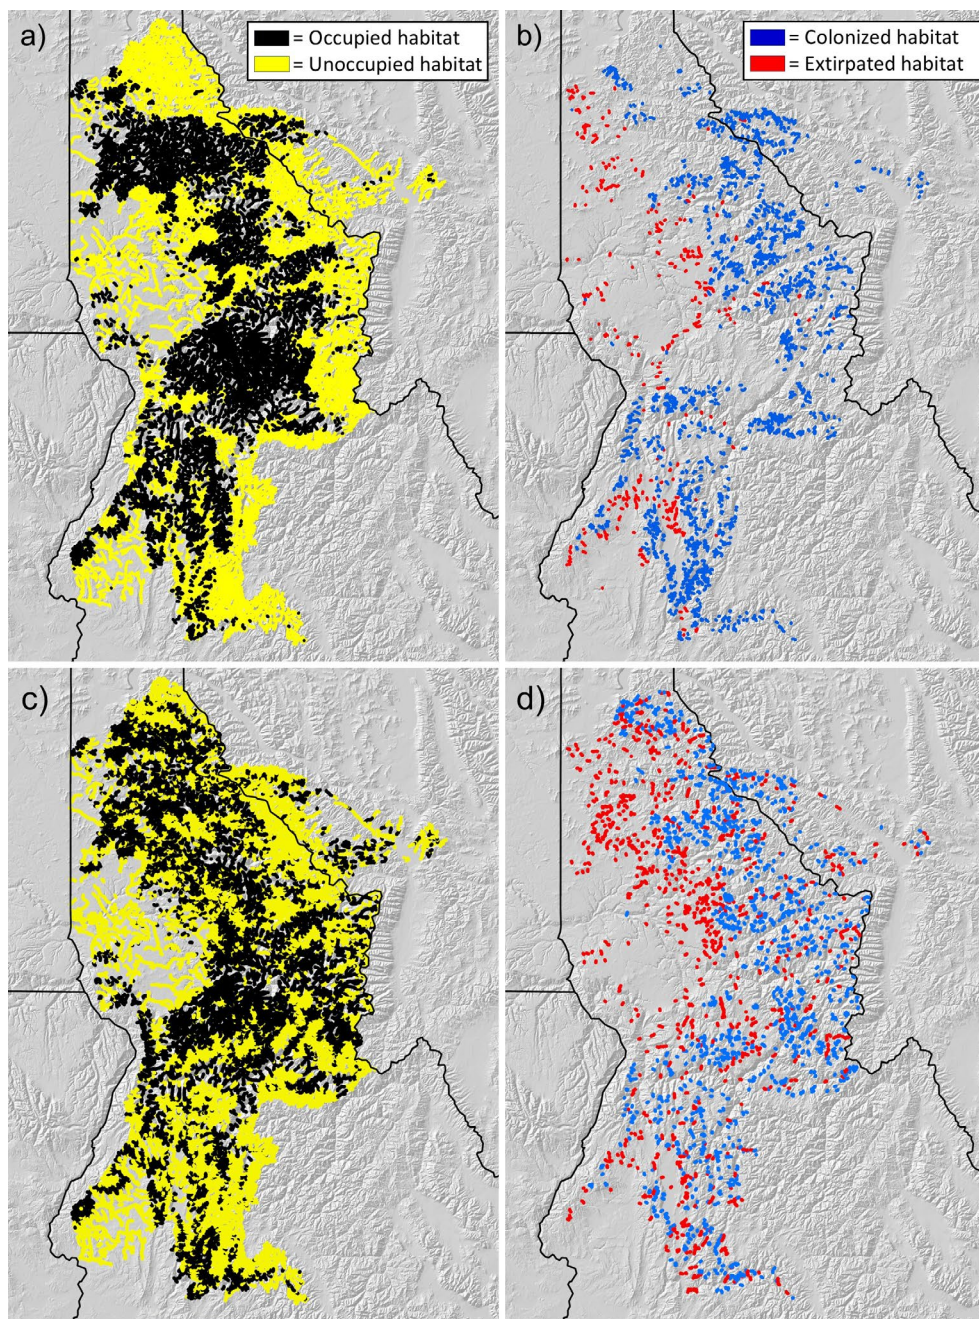 a)
= Occupied habitat
= Unoccupied habitat
b)
= Colonized habitat
= Extirpated habitat
c)
d)